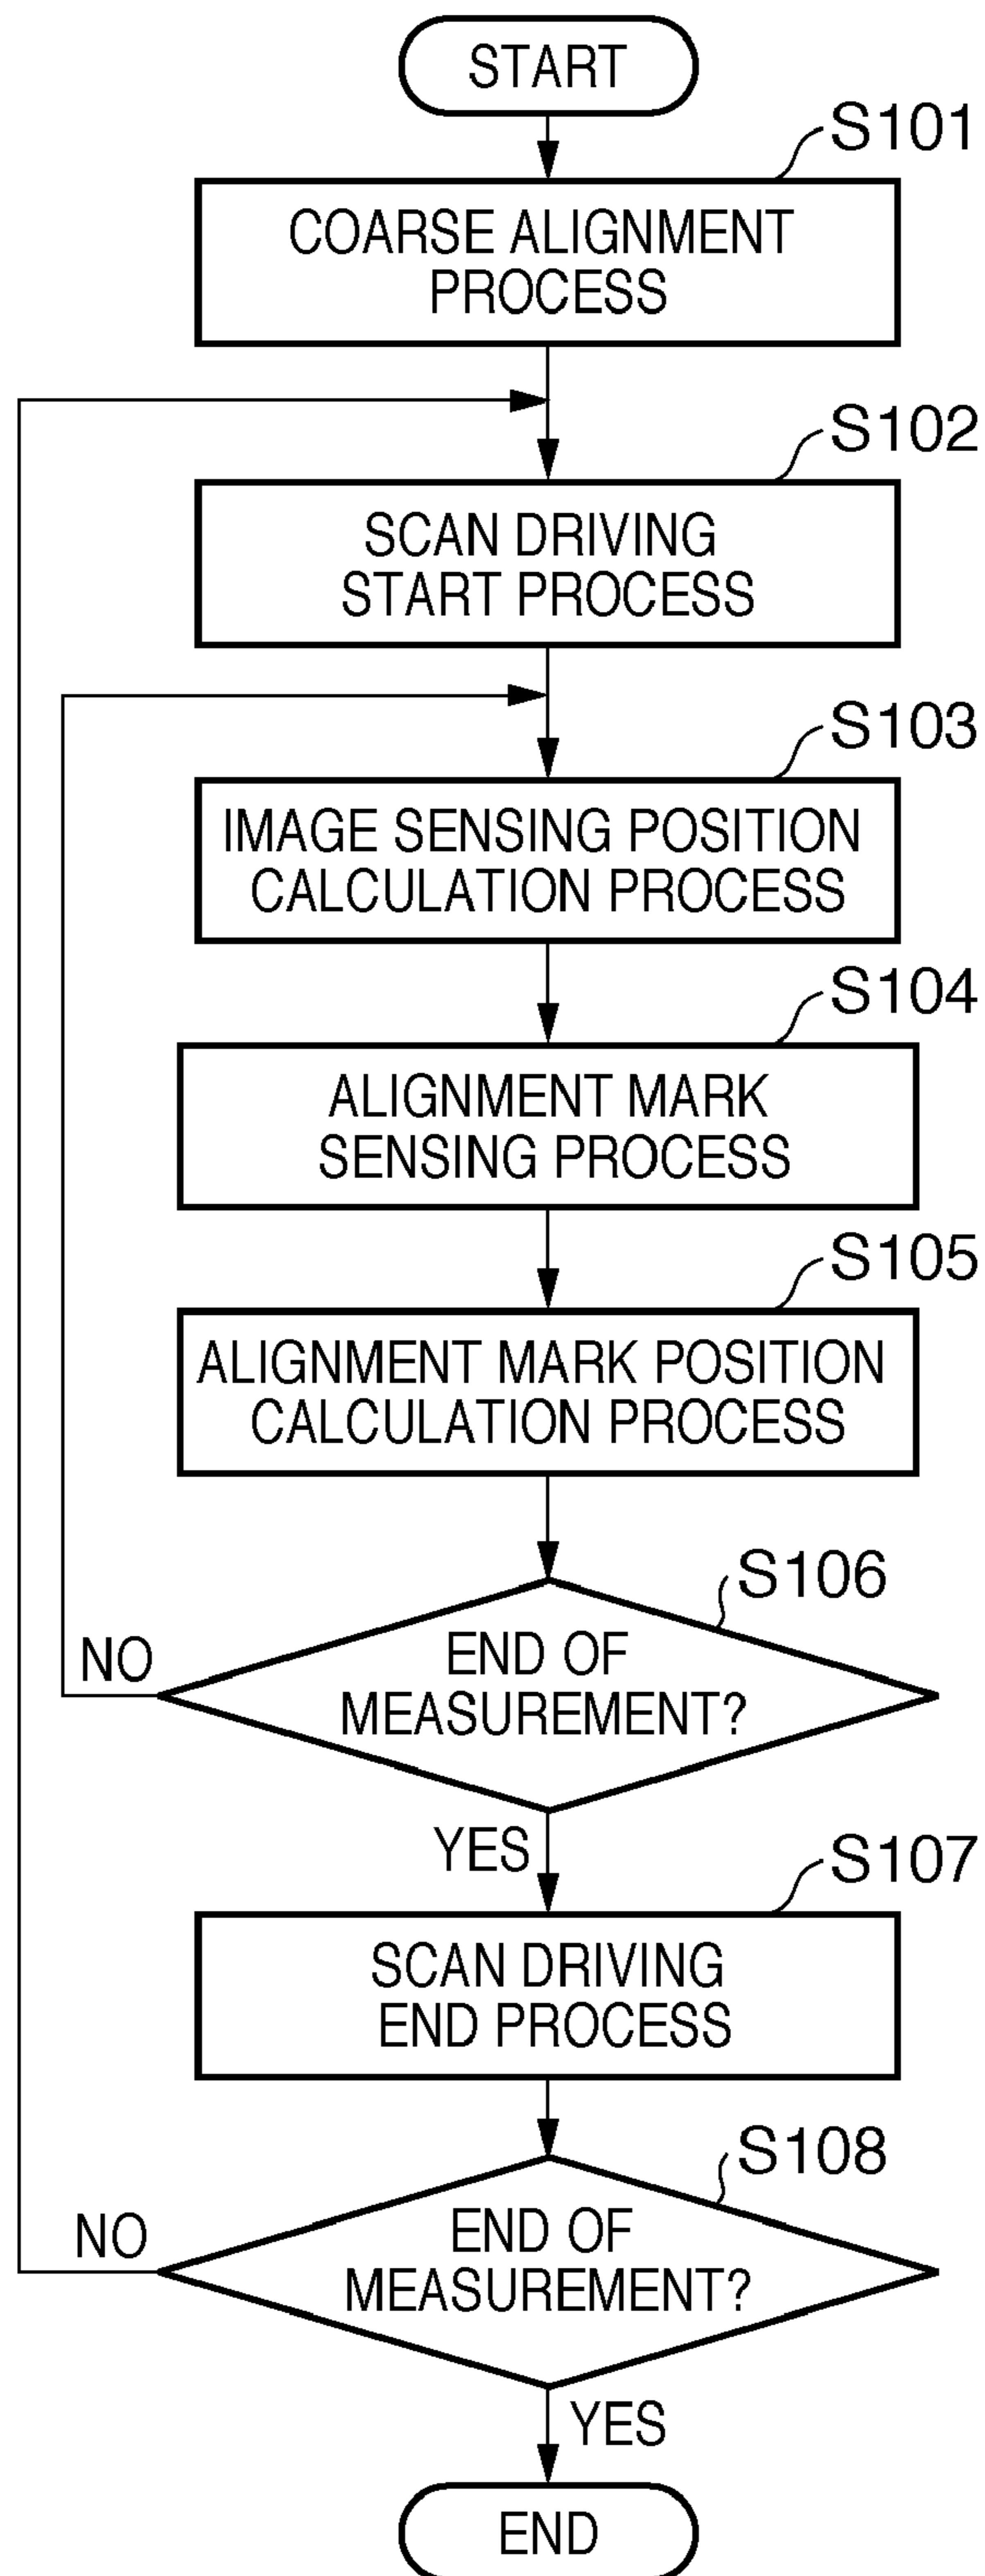 START
S101
COARSE ALIGNMENT
PROCESS
S102
SCAN DRIVING
START PROCESS
S103
IMAGE SENSING POSITION
CALCULATION PROCESS
S104
ALIGNMENT MARK
SENSING PROCESS
S105
ALIGNMENT MARK POSITION
CALCULATION PROCESS
S106
NO
END OF
MEASUREMENT?
YES
S107
SCAN DRIVING
END PROCESS
S108
NO
END OF
MEASUREMENT?
YES
END